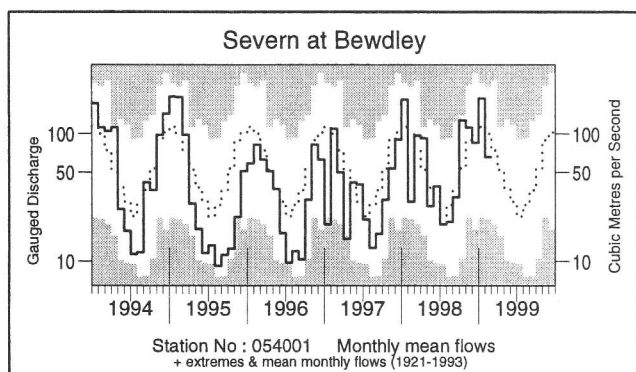 Severn at Bewdley
Gauged Discharge
100
50
10
100
50
10
Cubic Metres per Second
1994 1995 1996 1997 1998 1999
Station No : 054001 Monthly mean flows
+ extremes & mean monthly flows (1921-1993)